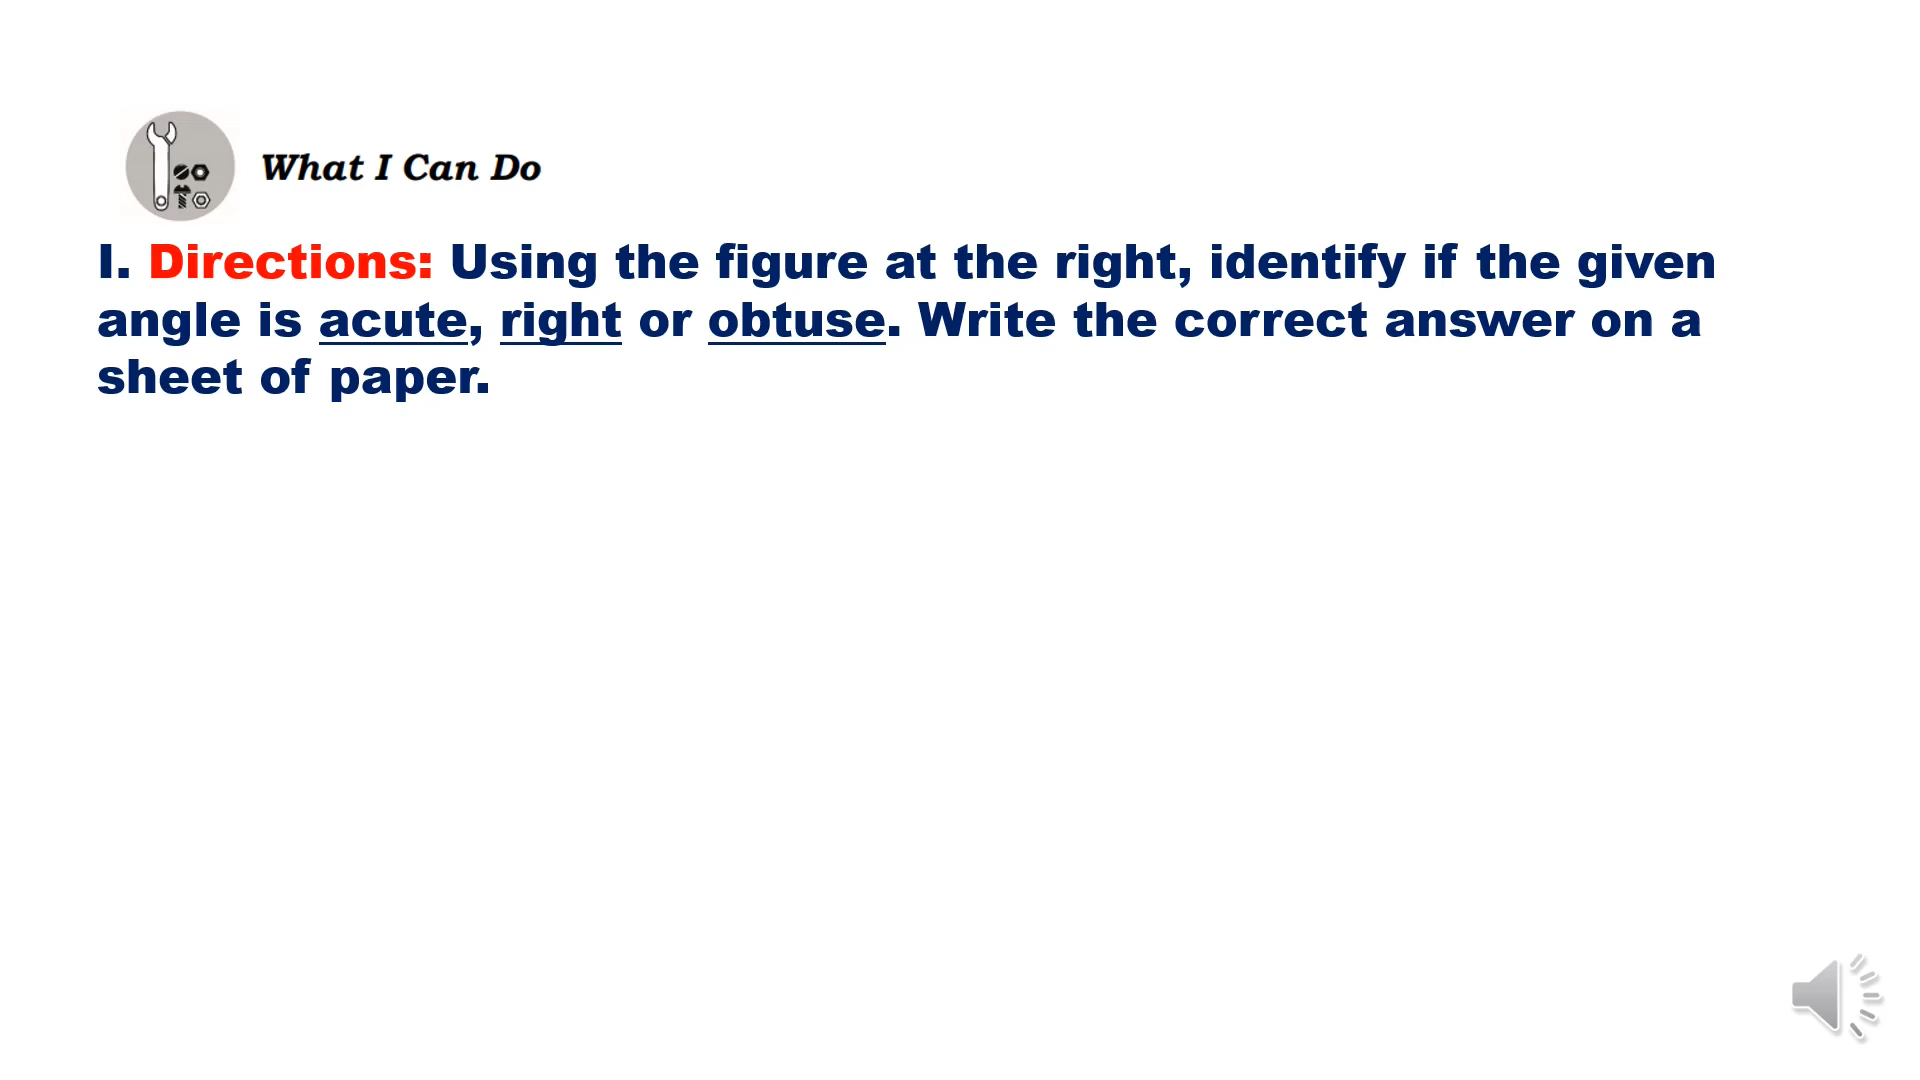 What I Can Do
I. Directions: Using the figure at the right, identify if the given
angle is acute, right or obtuse. Write the correct answer on a
sheet of paper.